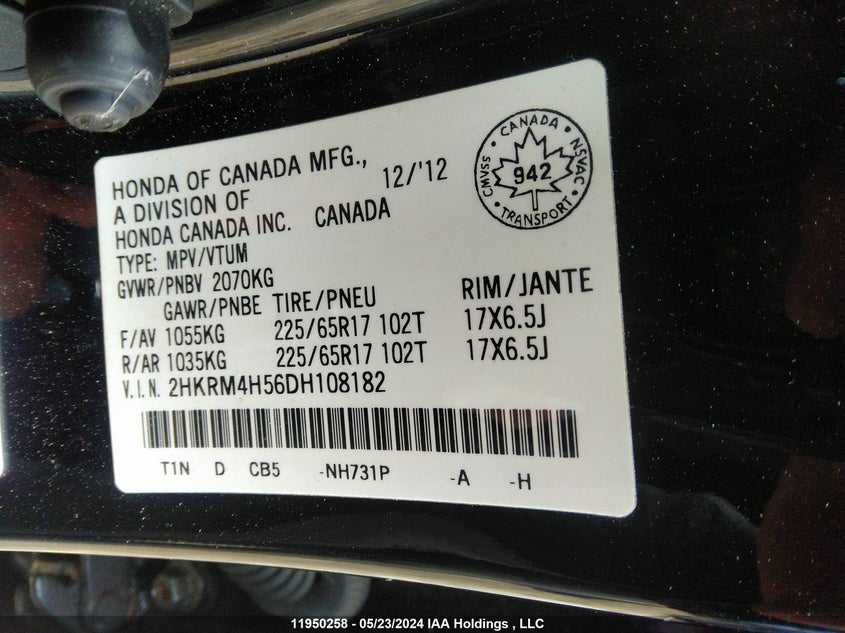 HONDA OF CANADA MFG., 12/'12
A DIVISION OF
HONDA CANADA INC. CANADA
TYPE: MPV/VTUM
GVWR/PNBV 2070KG
GAWR/PNBE TIRE/PNEU RIM/JANTE
F/AV 1055KG 225/65R17 102T 17X6.5J
R/AR 1035KG 225/65R17 102T 17X6.5J
V.I.N. 2HKRM4H56DH108182
T1N D CB5 -NH731P -A -H
• CANADA •
CMVSS 942 NSVAC
• TRANSPORT •
11950258 - 05/23/2024 IAA Holdings , LLC